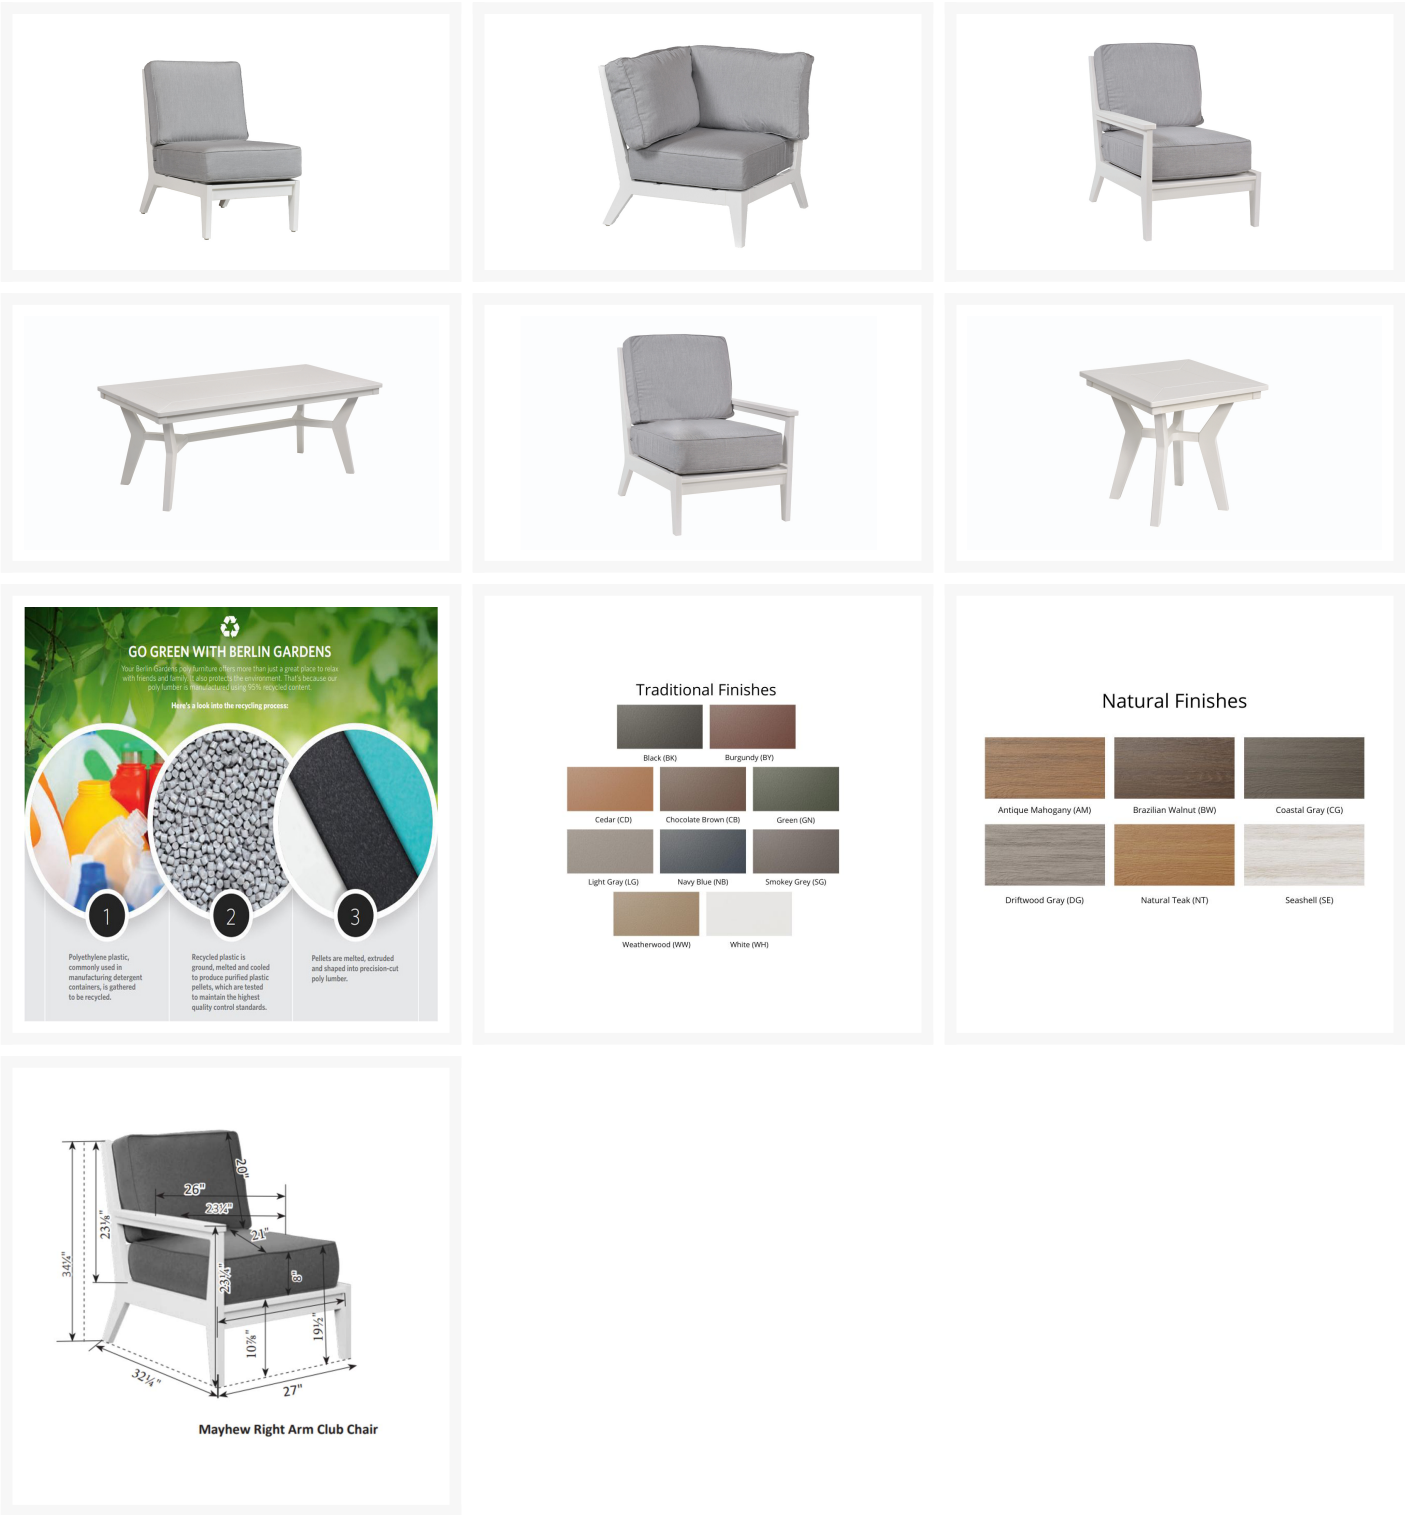 GO GREEN WITH BERLIN GARDENS
Your Berlin Gardens poly furniture offers more than just a great place to relax
with friends and family. It also protects the environment. That's because our
poly lumber is manufactured using 95% recycled content.
Here's a look into the recycling process:
1
2
3
Polyethylene plastic,
commonly used in
manufacturing detergent
containers, is gathered
to be recycled.
Recycled plastic is
ground, melted and cooled
to produce purified plastic
pellets, which are tested
to maintain the highest
quality control standards.
Pellets are melted, extruded
and shaped into precision-cut
poly lumber.
Traditional Finishes
Black (BK)
Burgundy (BY)
Cedar (CD)
Chocolate Brown (CB)
Green (GN)
Light Gray (LG)
Navy Blue (NB)
Smokey Grey (SG)
Weatherwood (WW)
White (WH)
Natural Finishes
Antique Mahogany (AM)
Brazilian Walnut (BW)
Coastal Gray (CG)
Driftwood Gray (DG)
Natural Teak (NT)
Seashell (SE)
20"
26"
23¼"
23⅛"
21"
34¼"
23¼"
8"
19½"
10⅞"
32¼"
27"
Mayhew Right Arm Club Chair